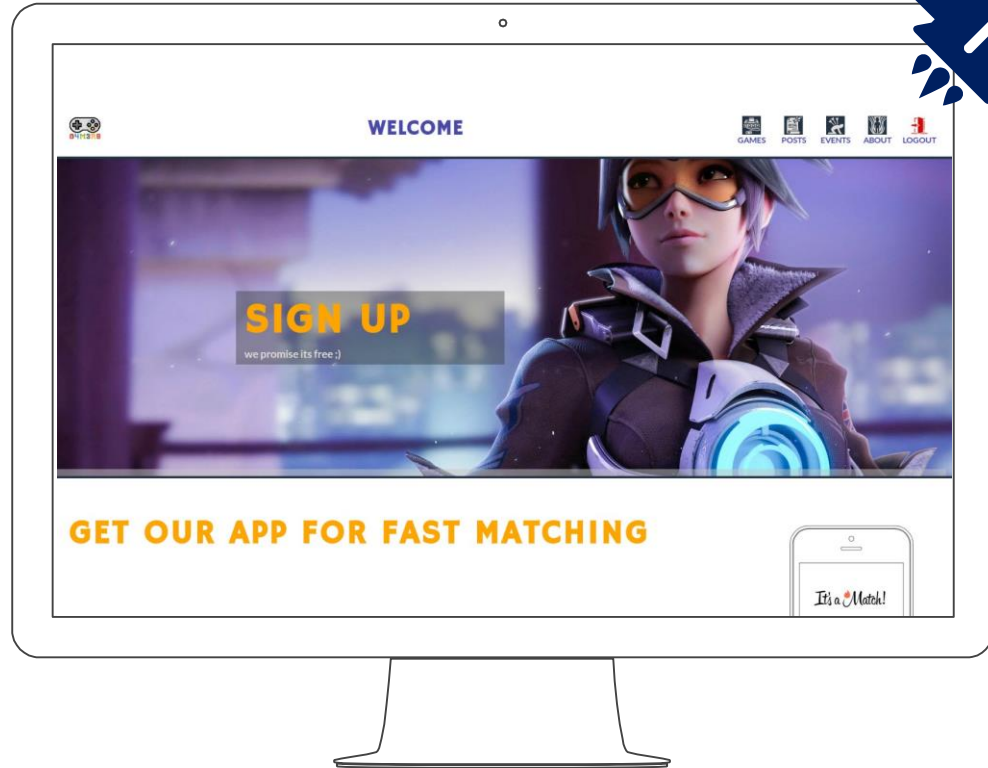 G4M3R8
WELCOME
GAMES POSTS EVENTS ABOUT LOGOUT
SIGN UP
we promise its free ;)
GET OUR APP FOR FAST MATCHING
It's a Match!